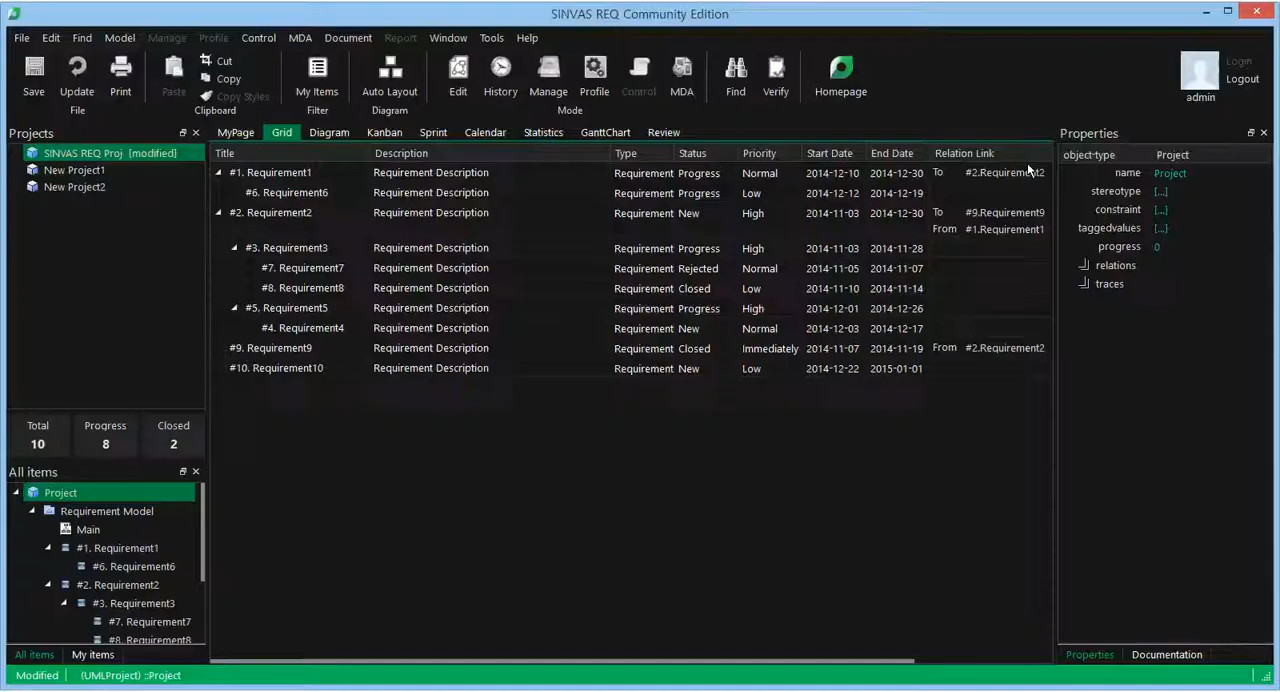 SINVAS REQ Community Edition
File Edit Find Model Manage Profile Control MDA Document Report Window Tools Help
Save Update Print Paste Cut Copy Copy Styles My Items Auto Layout Edit History Manage Profile Control MDA Find Verify Homepage Login Logout admin
File Clipboard Filter Diagram Mode
Projects
SINVAS REQ Proj [modified]
New Project1
New Project2
Total Progress Closed
10 8 2
All items
Project
Requirement Model
Main
#1. Requirement1
#6. Requirement6
#2. Requirement2
#3. Requirement3
#7. Requirement7
#8. Requirement8
All items My items
MyPage Grid Diagram Kanban Sprint Calendar Statistics GanttChart Review
Title Description Type Status Priority Start Date End Date Relation Link
#1. Requirement1 Requirement Description Requirement Progress Normal 2014-12-10 2014-12-30 To #2.Requirement2
#6. Requirement6 Requirement Description Requirement Progress Low 2014-12-12 2014-12-19
#2. Requirement2 Requirement Description Requirement New High 2014-11-03 2014-12-30 To #9.Requirement9
From #1.Requirement1
#3. Requirement3 Requirement Description Requirement Progress High 2014-11-03 2014-11-28
#7. Requirement7 Requirement Description Requirement Rejected Normal 2014-11-05 2014-11-07
#8. Requirement8 Requirement Description Requirement Closed Low 2014-11-10 2014-11-14
#5. Requirement5 Requirement Description Requirement Progress High 2014-12-01 2014-12-26
#4. Requirement4 Requirement Description Requirement New Normal 2014-12-03 2014-12-17
#9. Requirement9 Requirement Description Requirement Closed Immediately 2014-11-07 2014-11-19 From #2.Requirement2
#10. Requirement10 Requirement Description Requirement New Low 2014-12-22 2015-01-01
Properties
object-type Project
name Project
stereotype [...]
constraint [...]
taggedvalues [...]
progress 0
relations
traces
Properties Documentation
Modified (UMLProject) ::Project